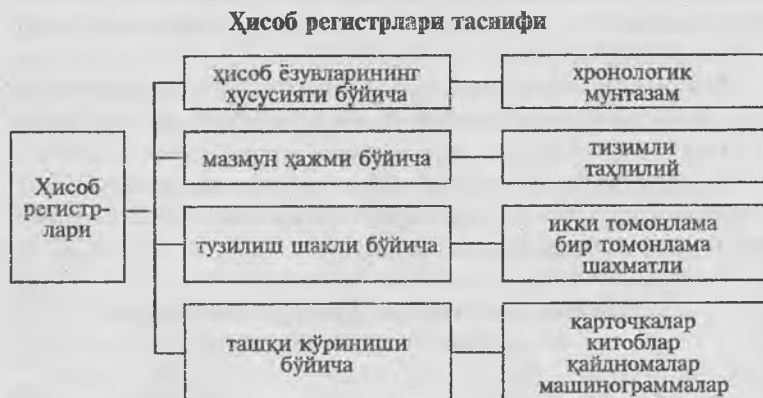 Ҳисоб регистрлари таснифи
Ҳисоб
регистр-
лари
ҳисоб ёзувларининг
хусусияти бўйича
хронологик
мунтазам
мазмун ҳажми бўйича
тизимли
таҳлилий
тузилиш шакли бўйича
икки томонлама
бир томонлама
шахматли
ташқи кўриниши
бўйича
карточкалар
китоблар
қайдномалар
машинограммалар